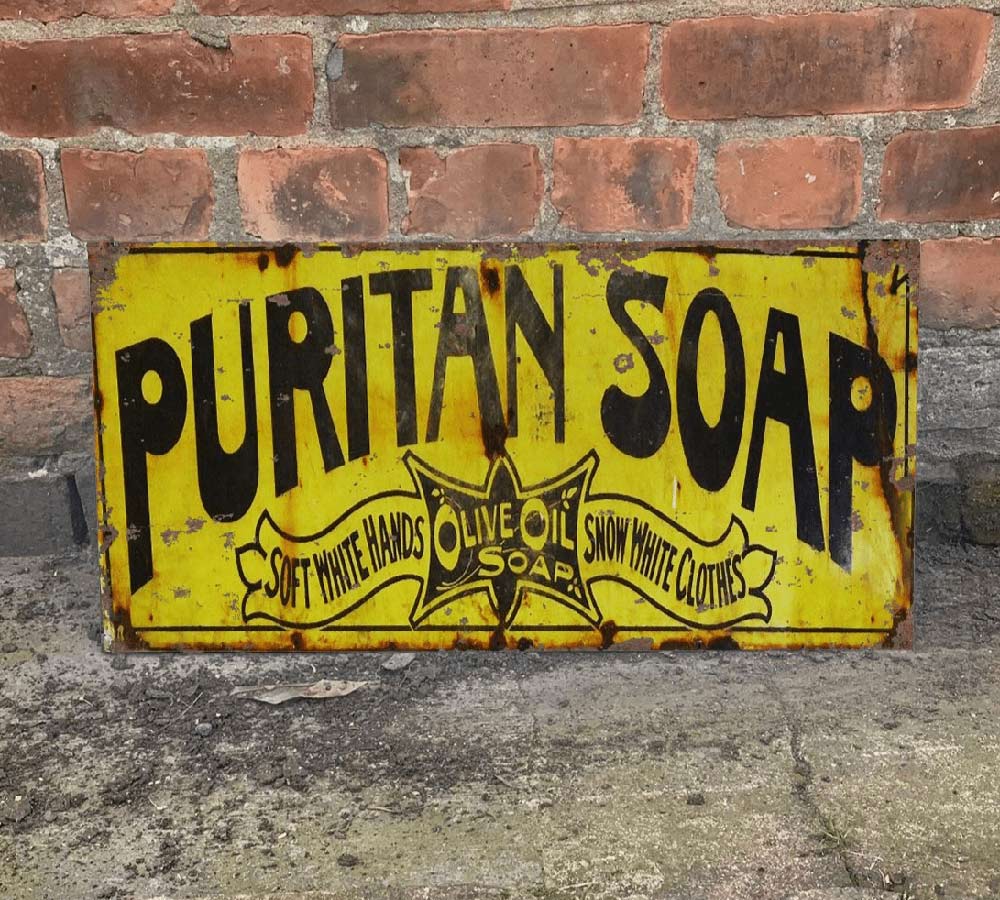 PURITAN SOAP
SOFT WHITE HANDS
OLIVE OIL
SOAP.
SNOW WHITE CLOTHES